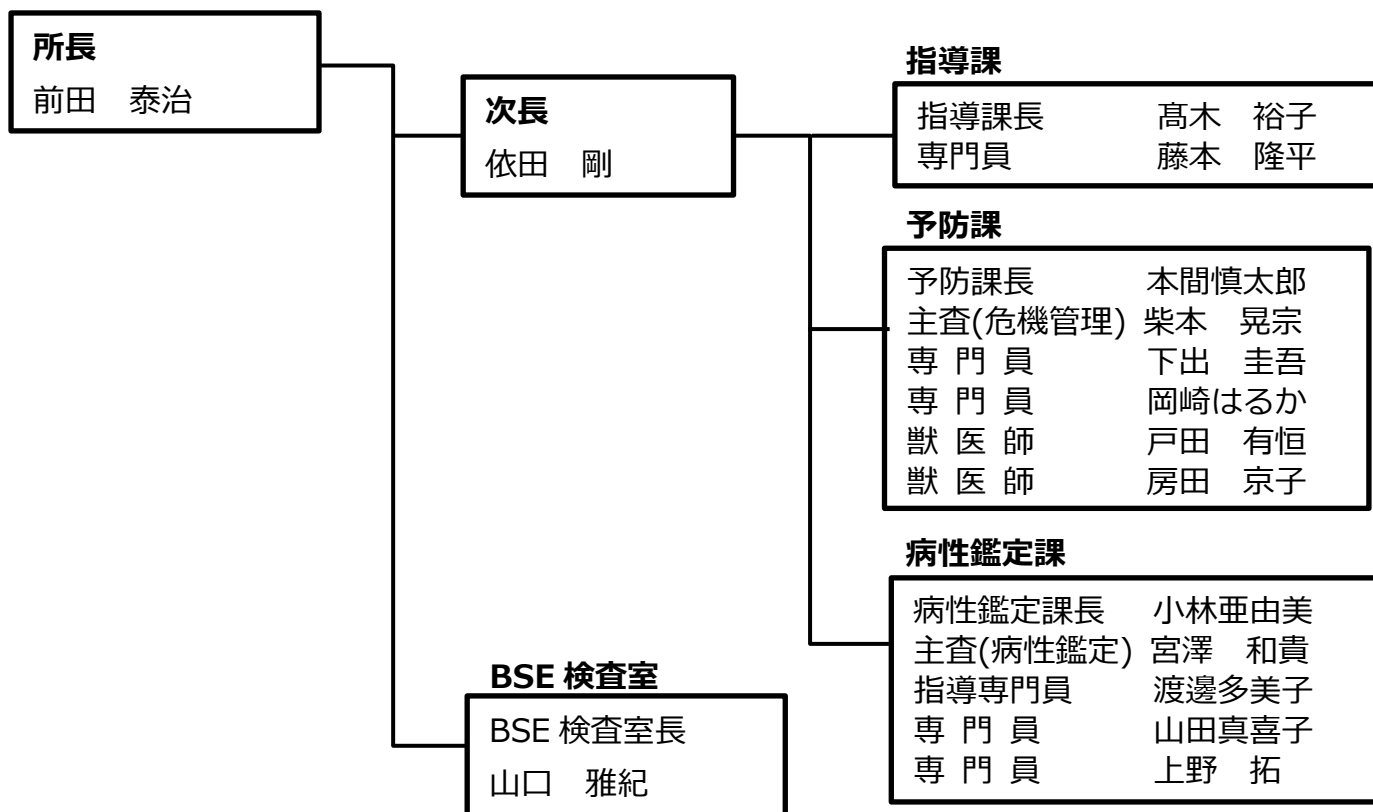 所長
前田　泰治
次長
依田　剛
指導課
指導課長　髙木　裕子
専門員　藤本　隆平
予防課
予防課長　本間慎太郎
主査(危機管理) 柴本　晃宗
専 門 員　下出　圭吾
専 門 員　岡崎はるか
獣 医 師　戸田　有恒
獣 医 師　房田　京子
病性鑑定課
病性鑑定課長　小林亜由美
主査(病性鑑定) 宮澤　和貴
指導専門員　渡邊多美子
専 門 員　山田真喜子
専 門 員　上野　拓
BSE 検査室
BSE 検査室長
山口　雅紀